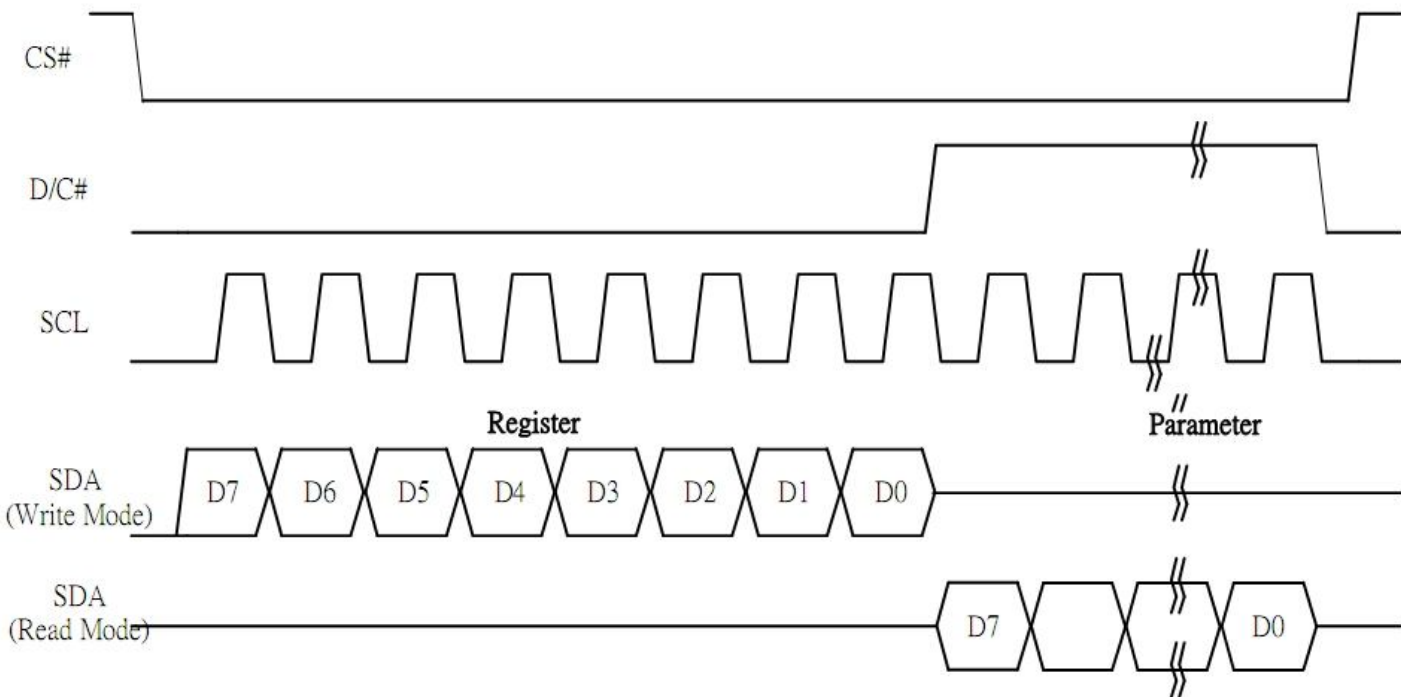 CS#
D/C#
SCL
Register
Parameter
SDA
(Write Mode)
D7 D6 D5 D4 D3 D2 D1 D0
SDA
(Read Mode)
D7 D0